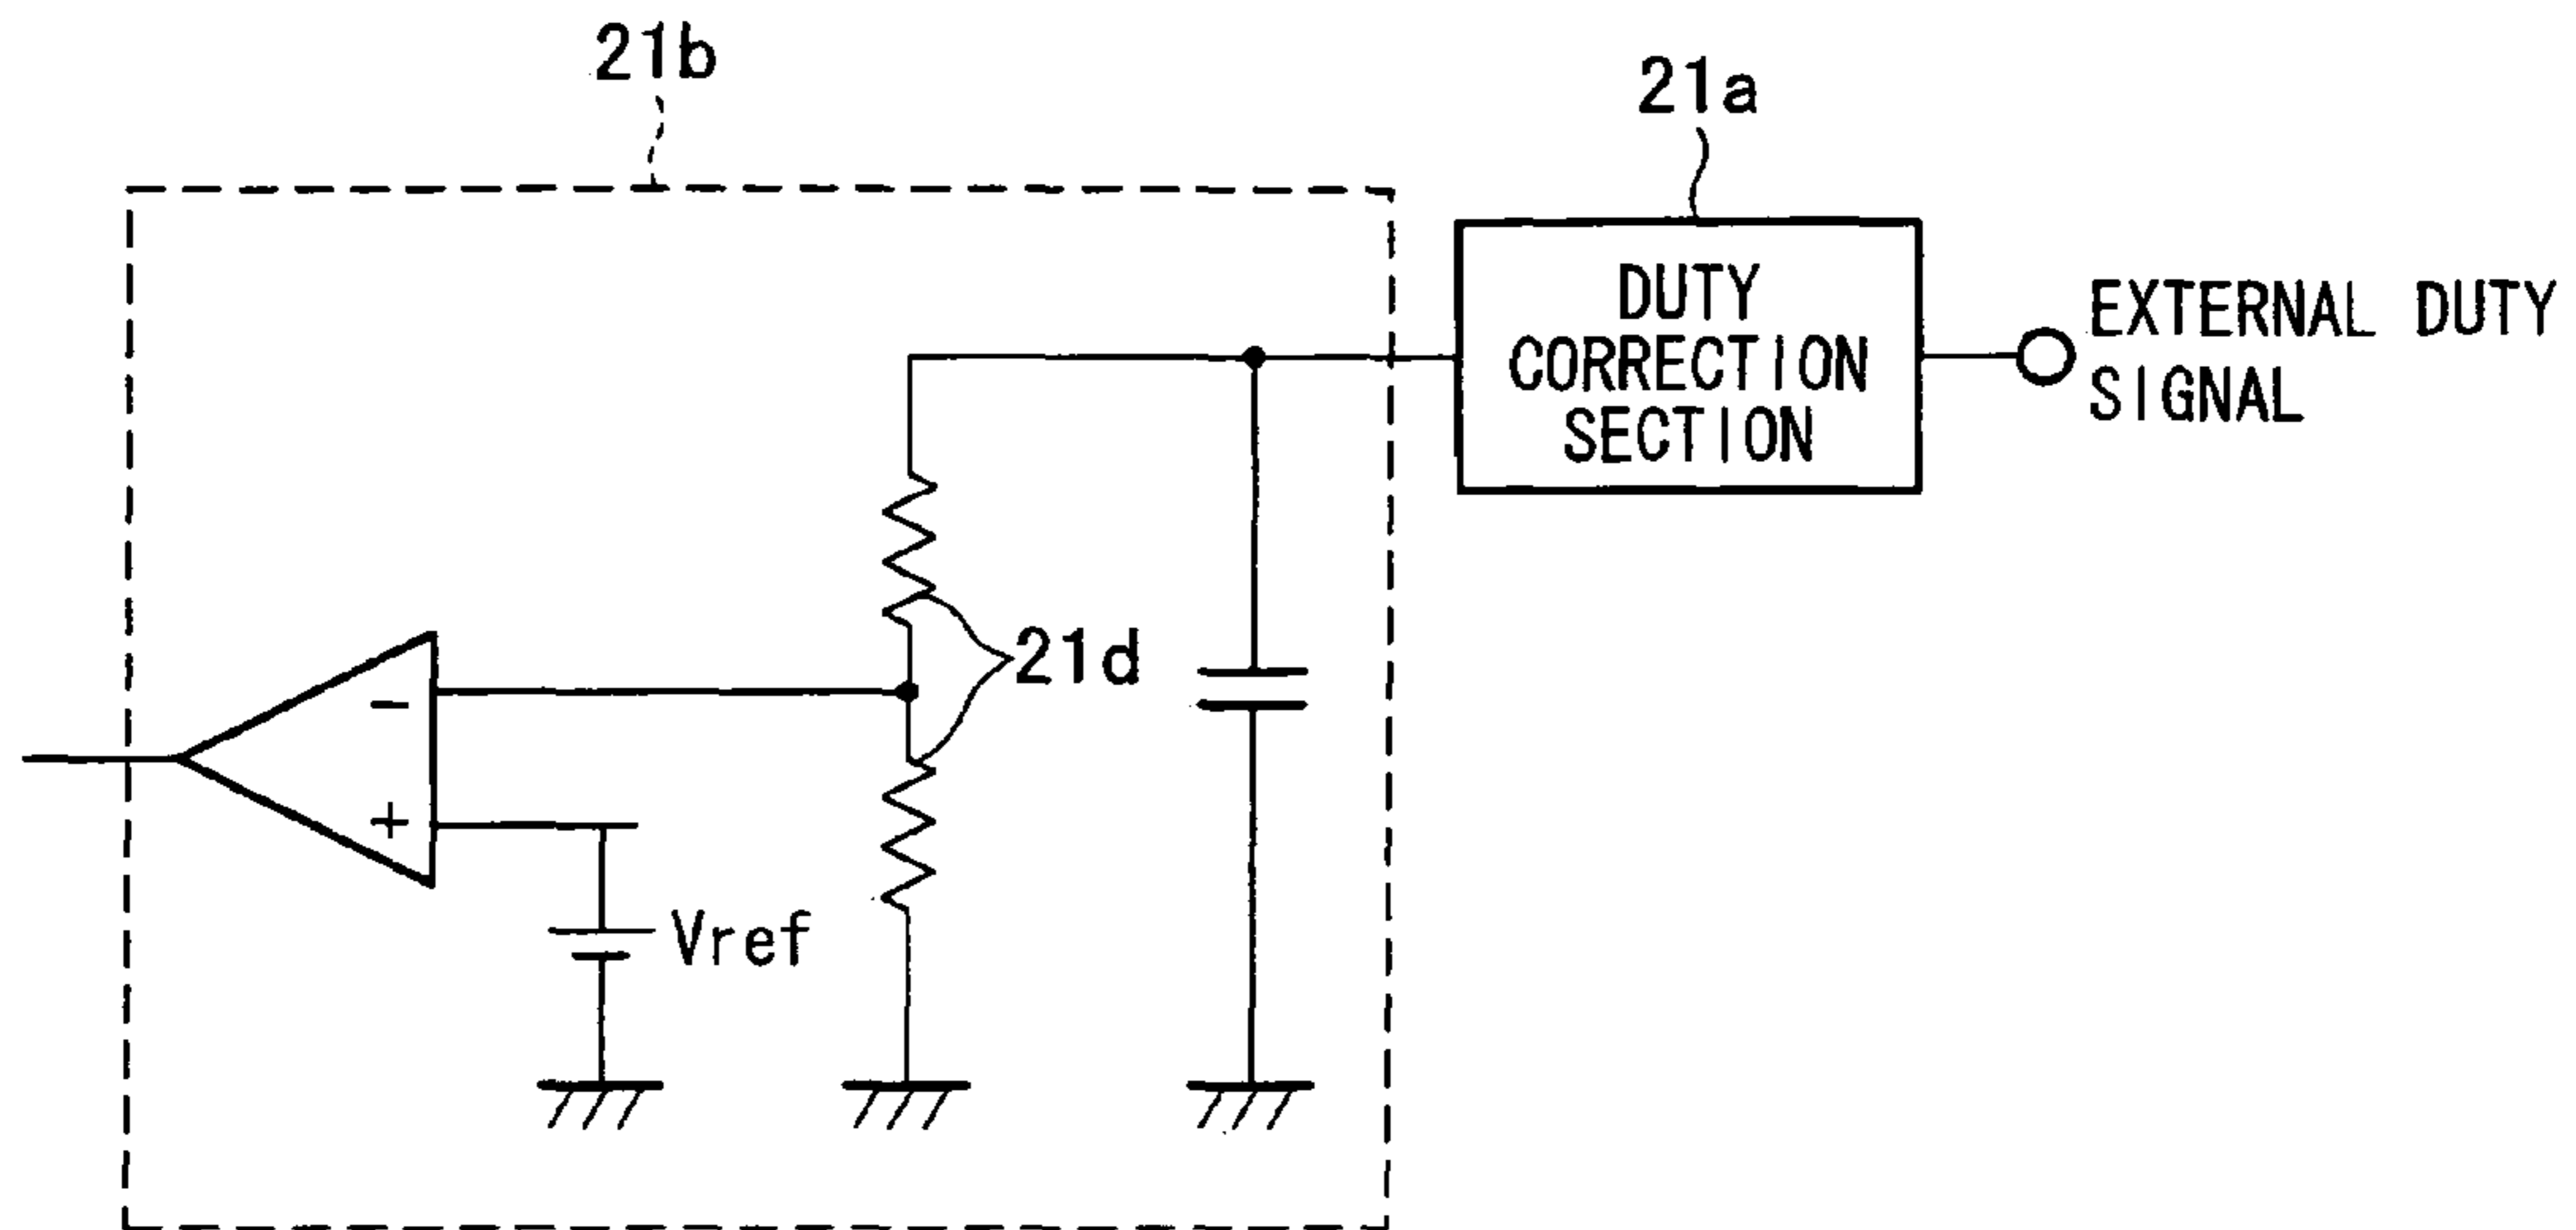 21b
21a
DUTY
CORRECTION
SECTION
EXTERNAL DUTY
SIGNAL
21d
-
+
Vref